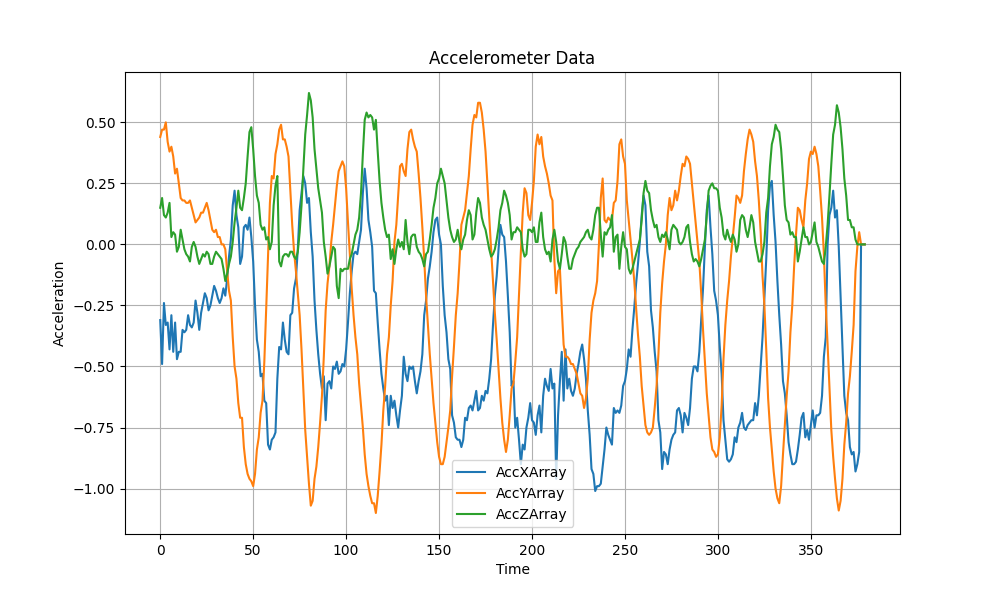 Accelerometer Data
Acceleration
0.50
0.25
0.00
−0.25
−0.50
−0.75
−1.00
AccXArray
AccYArray
AccZArray
0 50 100 150 200 250 300 350
Time